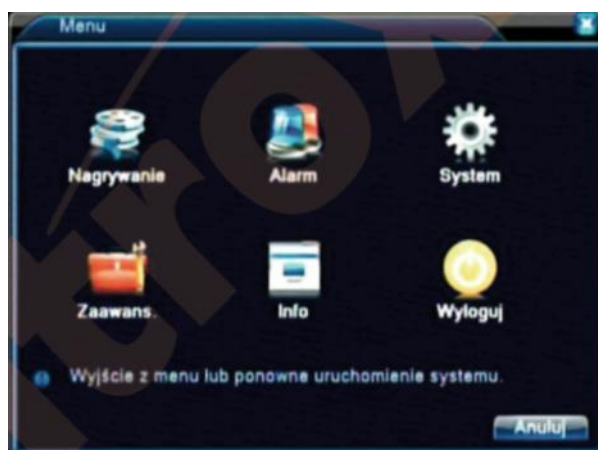 Menu
Nagrywanie Alarm System
Zaawans. Info Wyloguj
Wyjście z menu lub ponowne uruchomienie systemu.
Anuluj